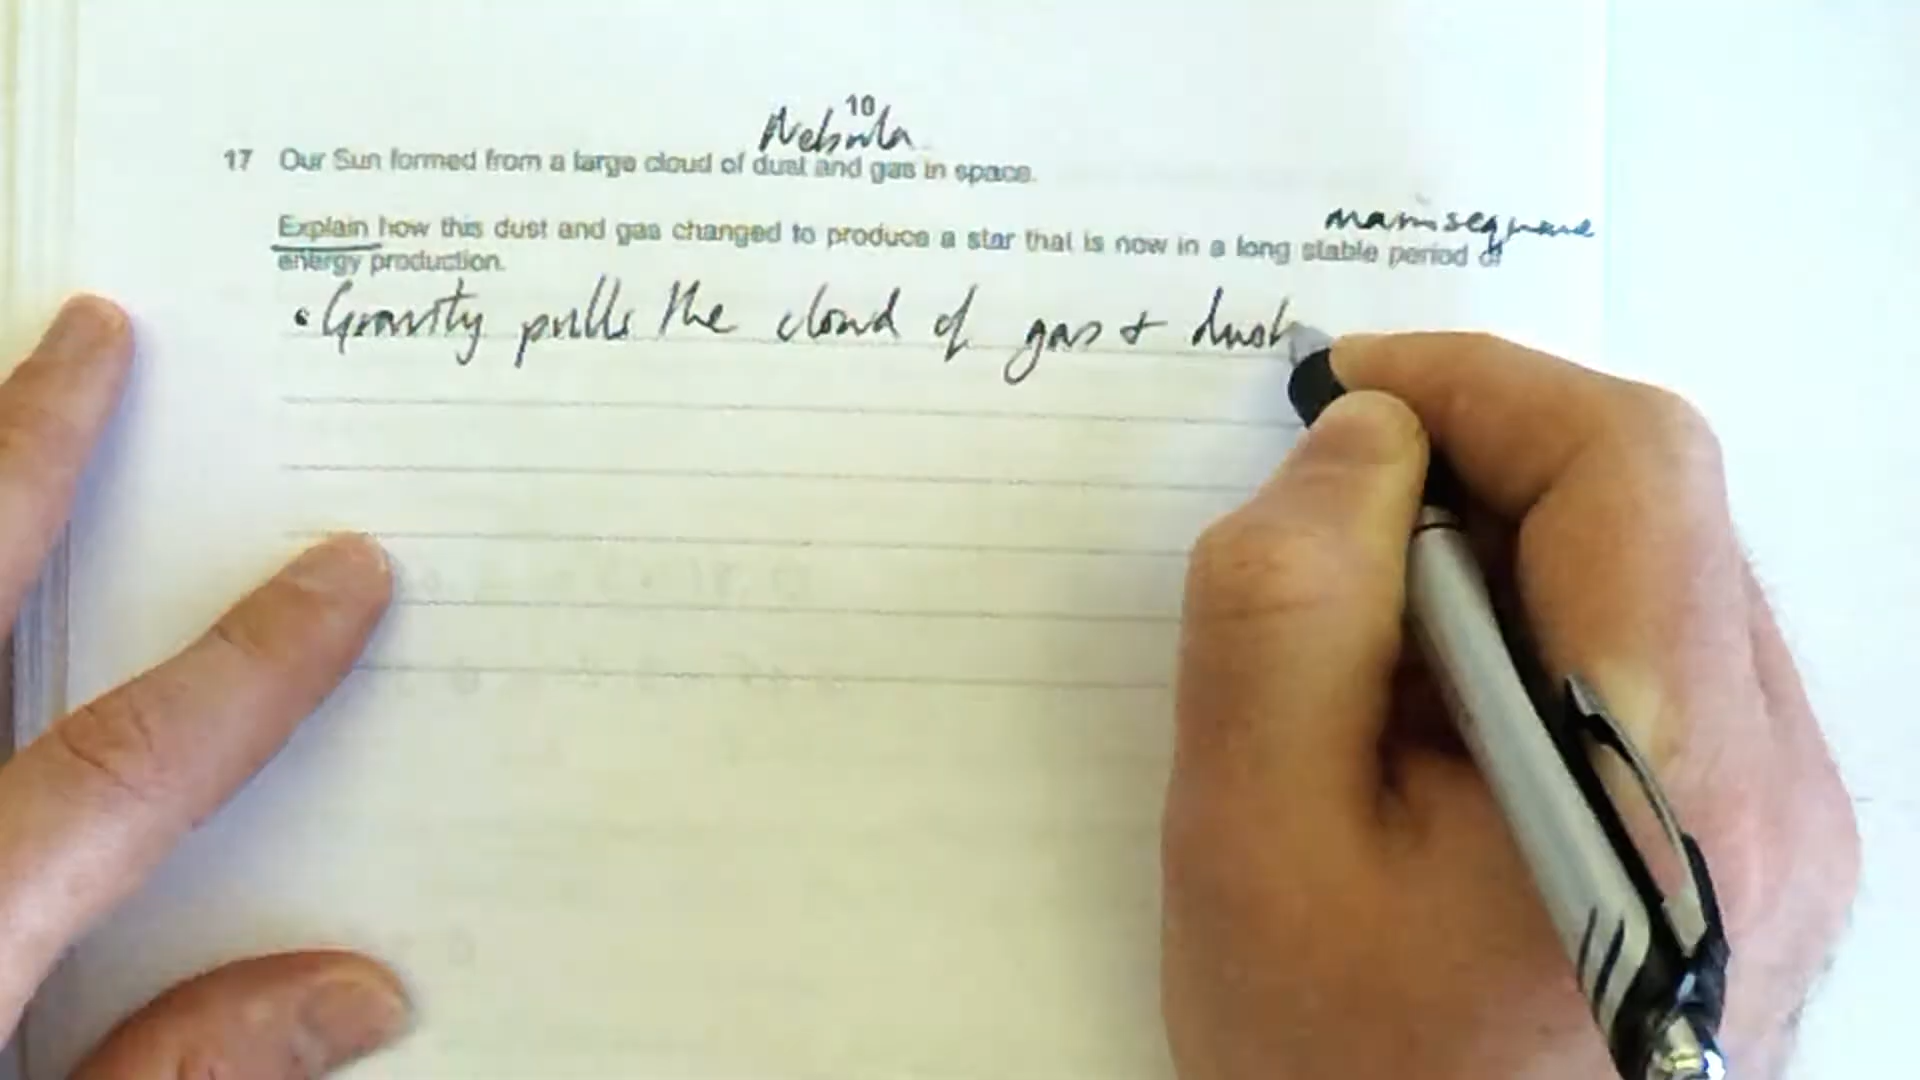 10
Nebula
17 Our Sun formed from a large cloud of dust and gas in space.
main sequence
Explain how this dust and gas changed to produce a star that is now in a long stable period of
energy production.
• Gravity pulls the cloud of gas + dust